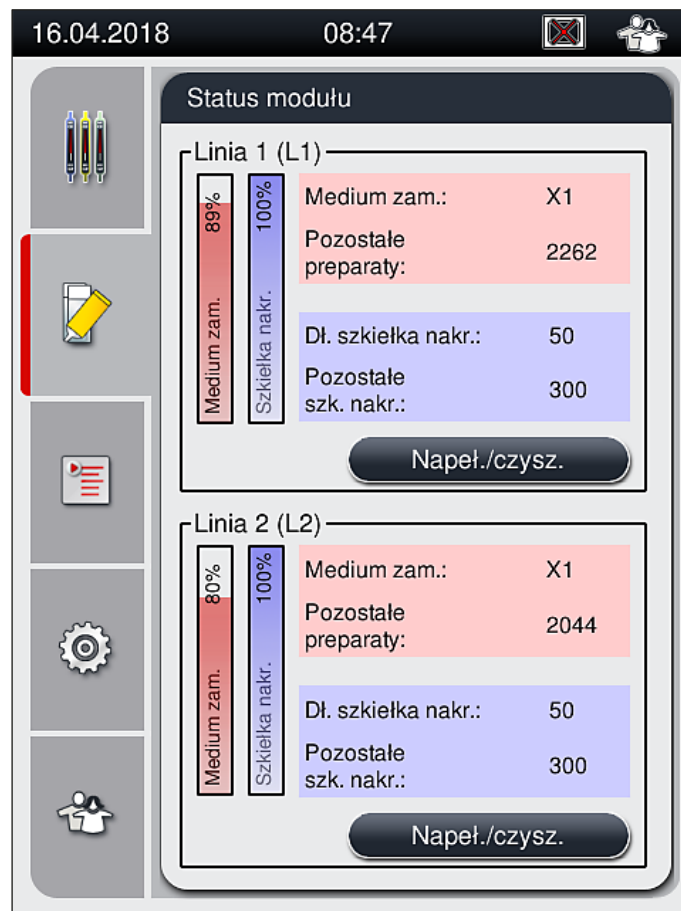 16.04.2018 08:47
Status modułu
Linia 1 (L1)
Medium zam. 89%
Szkiełka nakr. 100%
Medium zam.: X1
Pozostałe
preparaty: 2262
Dł. szkiełka nakr.: 50
Pozostałe
szk. nakr.: 300
Napeł./czysz.
Linia 2 (L2)
Medium zam. 80%
Szkiełka nakr. 100%
Medium zam.: X1
Pozostałe
preparaty: 2044
Dł. szkiełka nakr.: 50
Pozostałe
szk. nakr.: 300
Napeł./czysz.